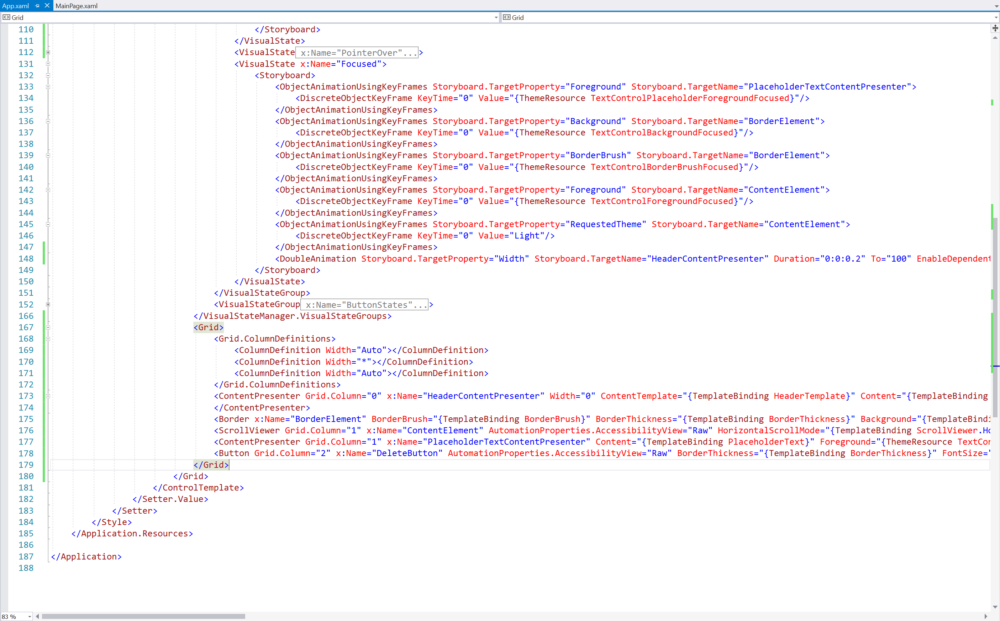 App.xaml MainPage.xaml
Grid Grid
110 </Storyboard>
111 </VisualState>
112 <VisualState x:Name="PointerOver"...>
131 <VisualState x:Name="Focused">
132 <Storyboard>
133 <ObjectAnimationUsingKeyFrames Storyboard.TargetProperty="Foreground" Storyboard.TargetName="PlaceholderTextContentPresenter">
134 <DiscreteObjectKeyFrame KeyTime="0" Value="{ThemeResource TextControlPlaceholderForegroundFocused}"/>
135 </ObjectAnimationUsingKeyFrames>
136 <ObjectAnimationUsingKeyFrames Storyboard.TargetProperty="Background" Storyboard.TargetName="BorderElement">
137 <DiscreteObjectKeyFrame KeyTime="0" Value="{ThemeResource TextControlBackgroundFocused}"/>
138 </ObjectAnimationUsingKeyFrames>
139 <ObjectAnimationUsingKeyFrames Storyboard.TargetProperty="BorderBrush" Storyboard.TargetName="BorderElement">
140 <DiscreteObjectKeyFrame KeyTime="0" Value="{ThemeResource TextControlBorderBrushFocused}"/>
141 </ObjectAnimationUsingKeyFrames>
142 <ObjectAnimationUsingKeyFrames Storyboard.TargetProperty="Foreground" Storyboard.TargetName="ContentElement">
143 <DiscreteObjectKeyFrame KeyTime="0" Value="{ThemeResource TextControlForegroundFocused}"/>
144 </ObjectAnimationUsingKeyFrames>
145 <ObjectAnimationUsingKeyFrames Storyboard.TargetProperty="RequestedTheme" Storyboard.TargetName="ContentElement">
146 <DiscreteObjectKeyFrame KeyTime="0" Value="Light"/>
147 </ObjectAnimationUsingKeyFrames>
148 <DoubleAnimation Storyboard.TargetProperty="Width" Storyboard.TargetName="HeaderContentPresenter" Duration="0:0:0.2" To="100" EnableDependent
149 </Storyboard>
150 </VisualState>
151 </VisualStateGroup>
152 <VisualStateGroup x:Name="ButtonStates"...>
166 </VisualStateManager.VisualStateGroups>
167 <Grid>
168 <Grid.ColumnDefinitions>
169 <ColumnDefinition Width="Auto"></ColumnDefinition>
170 <ColumnDefinition Width="*"></ColumnDefinition>
171 <ColumnDefinition Width="Auto"></ColumnDefinition>
172 </Grid.ColumnDefinitions>
173 <ContentPresenter Grid.Column="0" x:Name="HeaderContentPresenter" Width="0" ContentTemplate="{TemplateBinding HeaderTemplate}" Content="{TemplateBinding
174 </ContentPresenter>
175 <Border x:Name="BorderElement" BorderBrush="{TemplateBinding BorderBrush}" BorderThickness="{TemplateBinding BorderThickness}" Background="{TemplateBindi
176 <ScrollViewer Grid.Column="1" x:Name="ContentElement" AutomationProperties.AccessibilityView="Raw" HorizontalScrollMode="{TemplateBinding ScrollViewer.Ho
177 <ContentPresenter Grid.Column="1" x:Name="PlaceholderTextContentPresenter" Content="{TemplateBinding PlaceholderText}" Foreground="{ThemeResource TextCon
178 <Button Grid.Column="2" x:Name="DeleteButton" AutomationProperties.AccessibilityView="Raw" BorderThickness="{TemplateBinding BorderThickness}" FontSize="
179 </Grid>
180 </Grid>
181 </ControlTemplate>
182 </Setter.Value>
183 </Setter>
184 </Style>
185 </Application.Resources>
186
187 </Application>
188
83 %